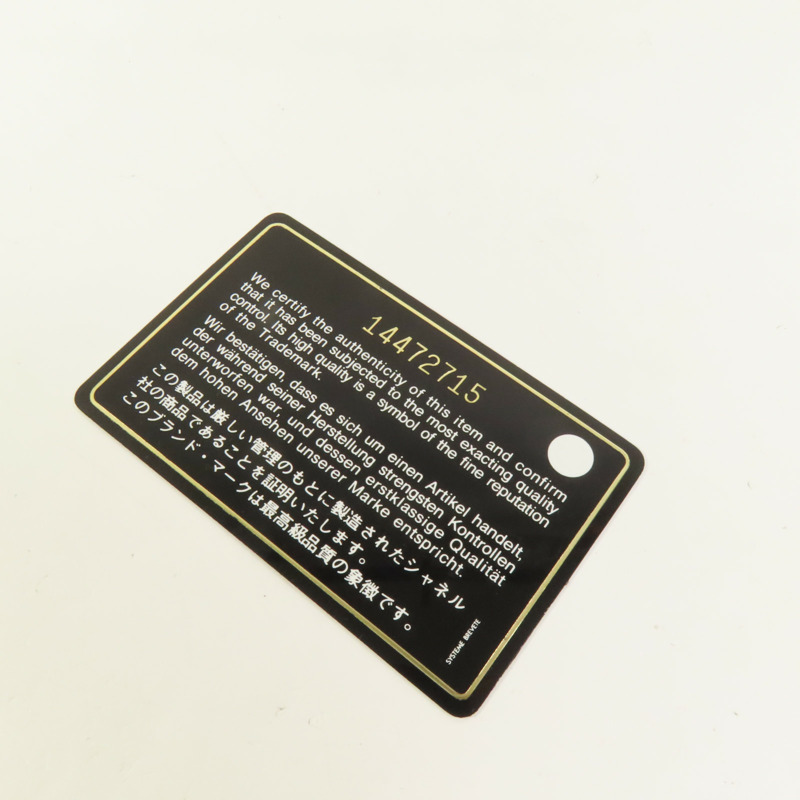 14472715
We certify the authenticity of this item and confirm
that it has been subjected to the most exacting quality
control. Its high quality is a symbol of the fine reputation
of the Trademark.
Wir bestätigen, dass es sich um einen Artikel handelt,
der während seiner Herstellung strengsten Kontrollen
unterworfen war, und dessen erstklassige Qualität
dem hohen Ansehen unserer Marke entspricht.
この製品は厳しい管理のもとに製造されたシャネル
社の商品であることを証明いたします。
このブランド・マークは最高級品質の象徴です。
SYSTEME BREVETE